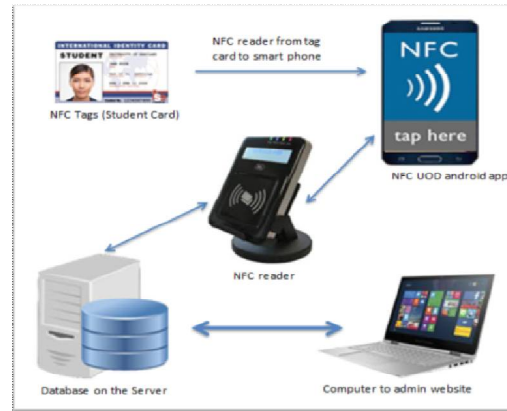 INTERNATIONAL IDENTITY CARD
STUDENT
NFC Tags (Student Card)
NFC reader from tag
card to smart phone
SAMSUNG
NFC
tap here
NFC UOD android app
NFC reader
Database on the Server
Computer to admin website